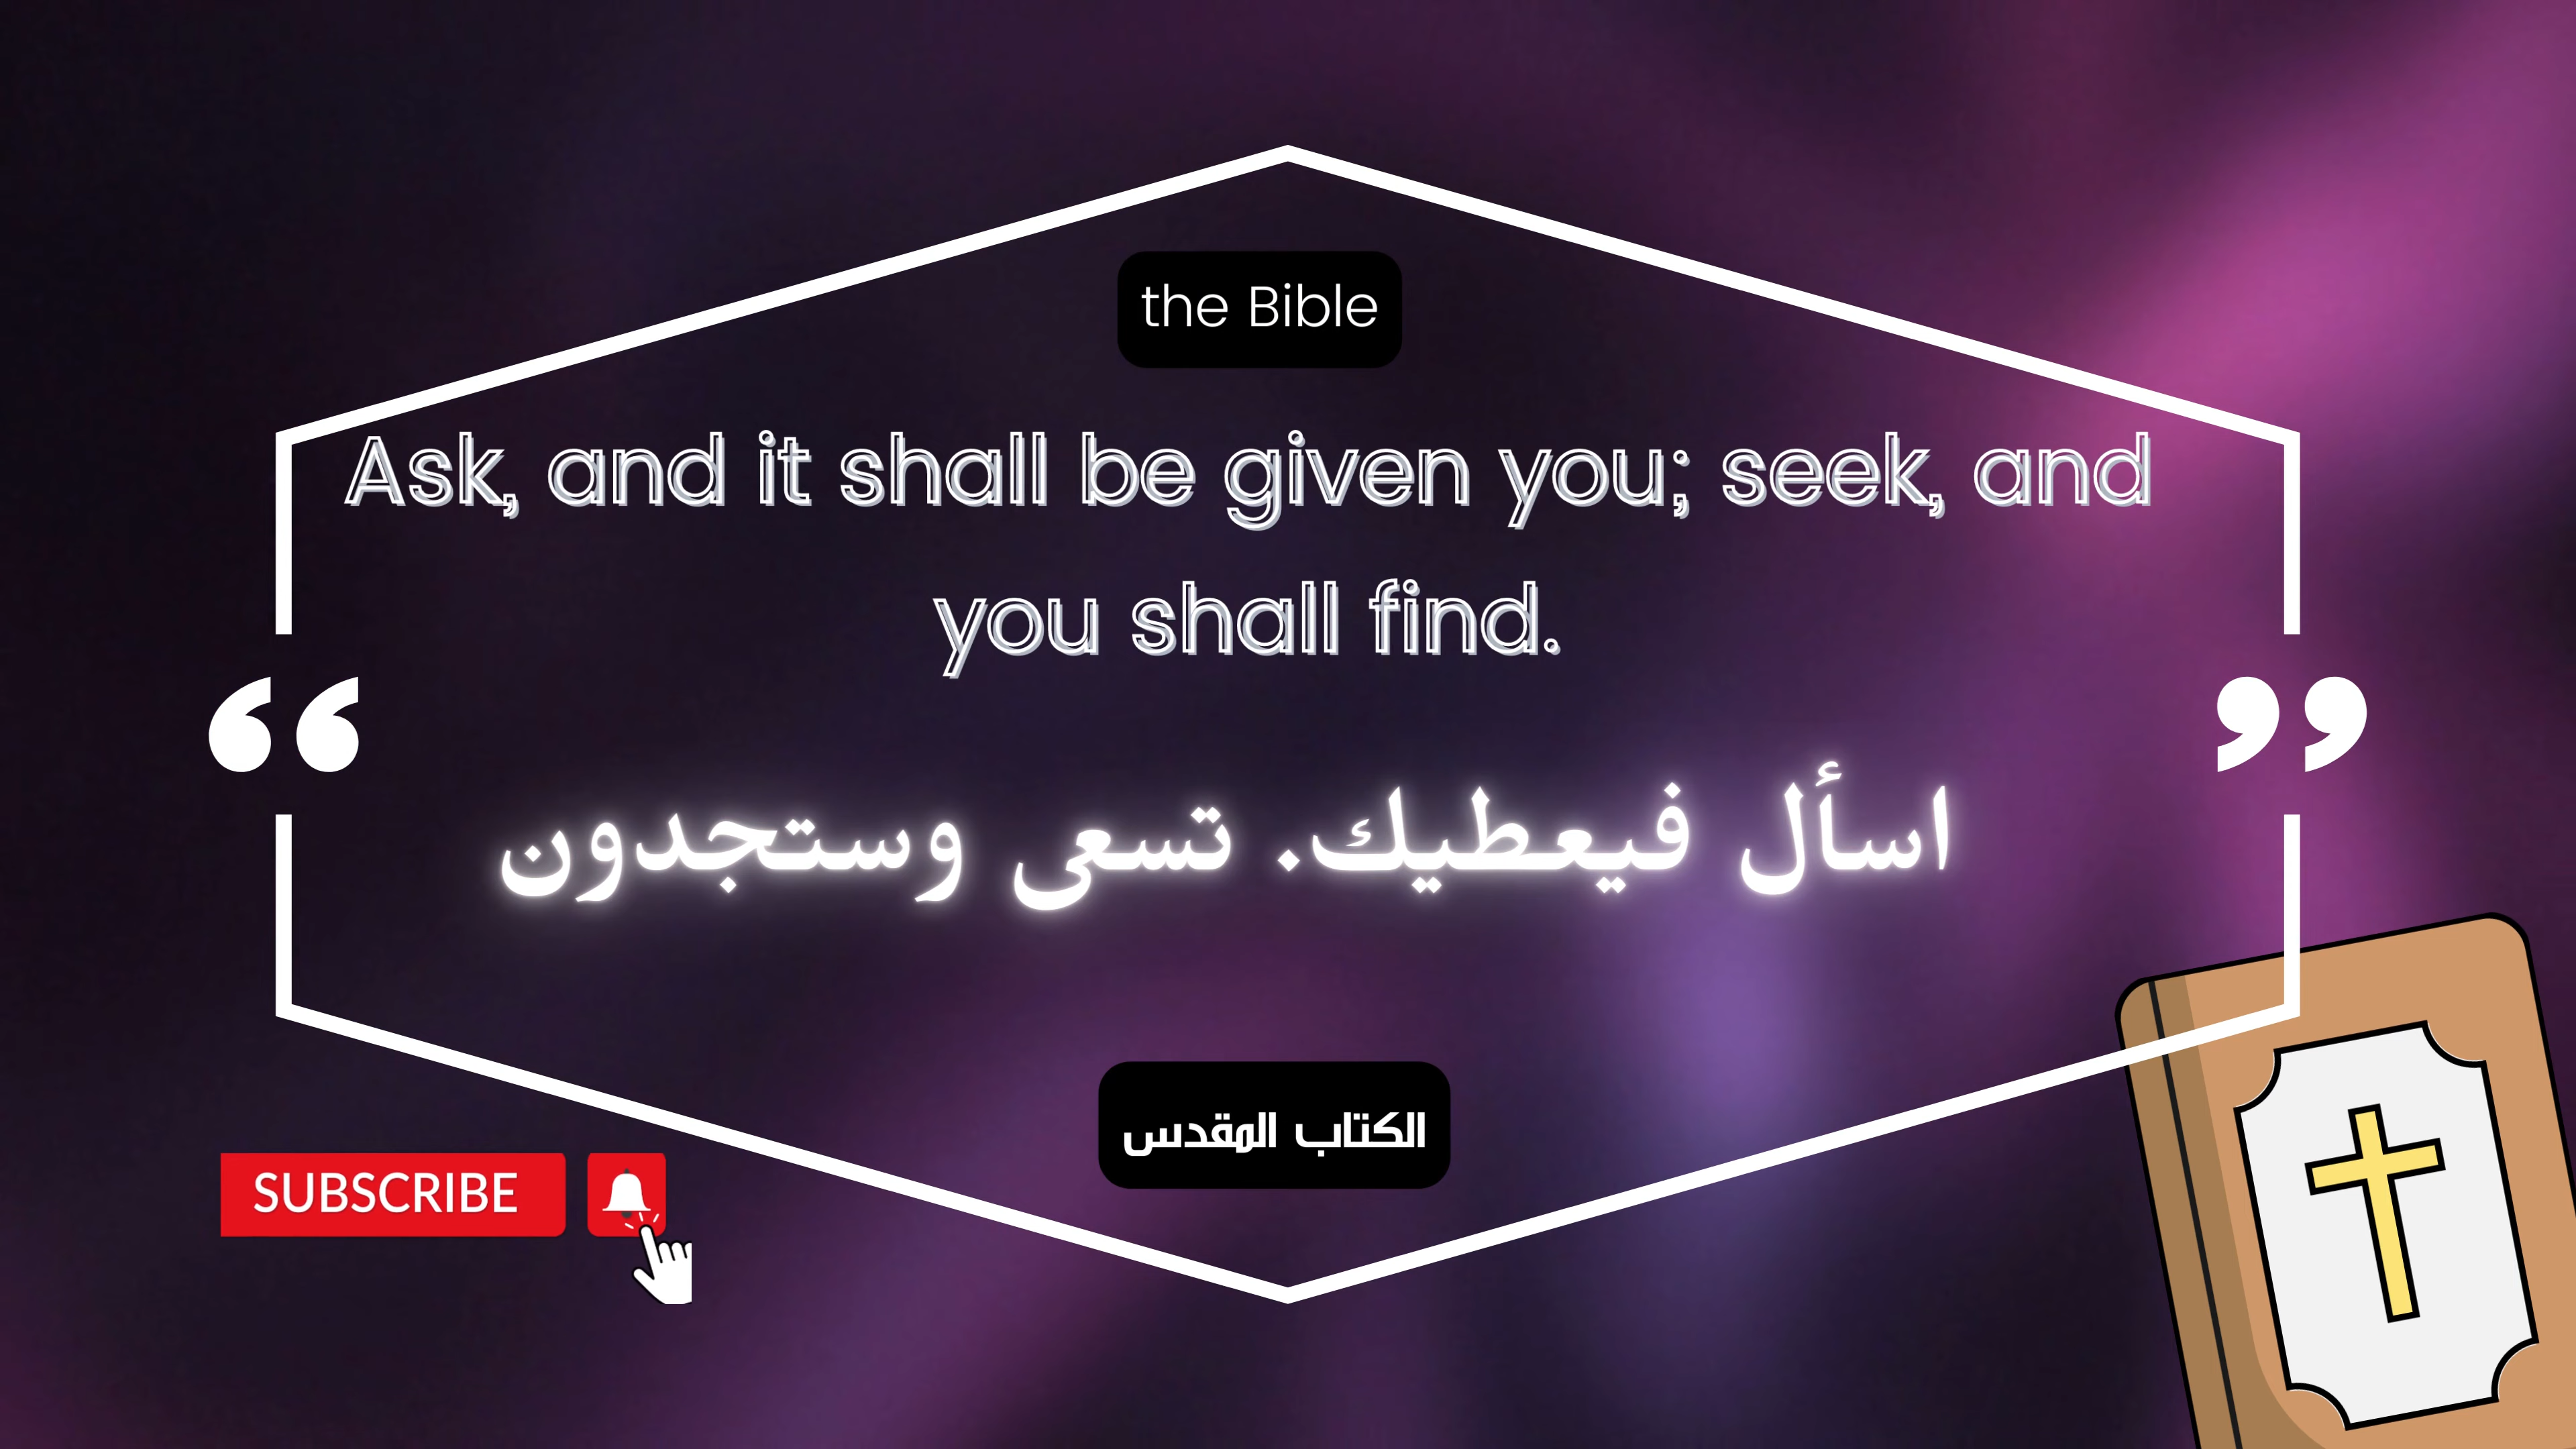 the Bible
Ask, and it shall be given you; seek, and
you shall find.
اسأل فيعطيك. تسعى وستجدون
الكتاب المقدس
SUBSCRIBE